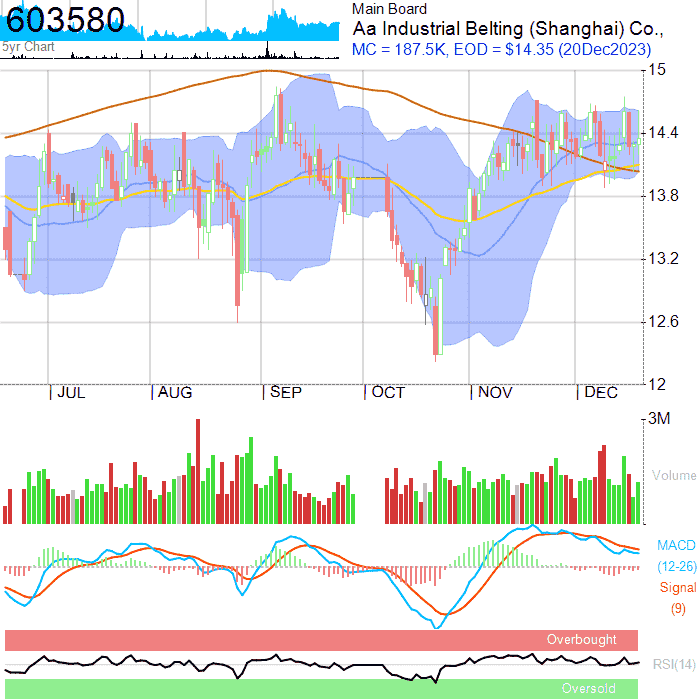 603580
5yr Chart
Main Board
Aa Industrial Belting (Shanghai) Co.,
MC = 187.5K, EOD = $14.35 (20Dec2023)
15
14.4
13.8
13.2
12.6
12
JUL AUG SEP OCT NOV DEC
3M
Volume
MACD
(12-26)
Signal
(9)
Overbought
RSI(14)
Oversold